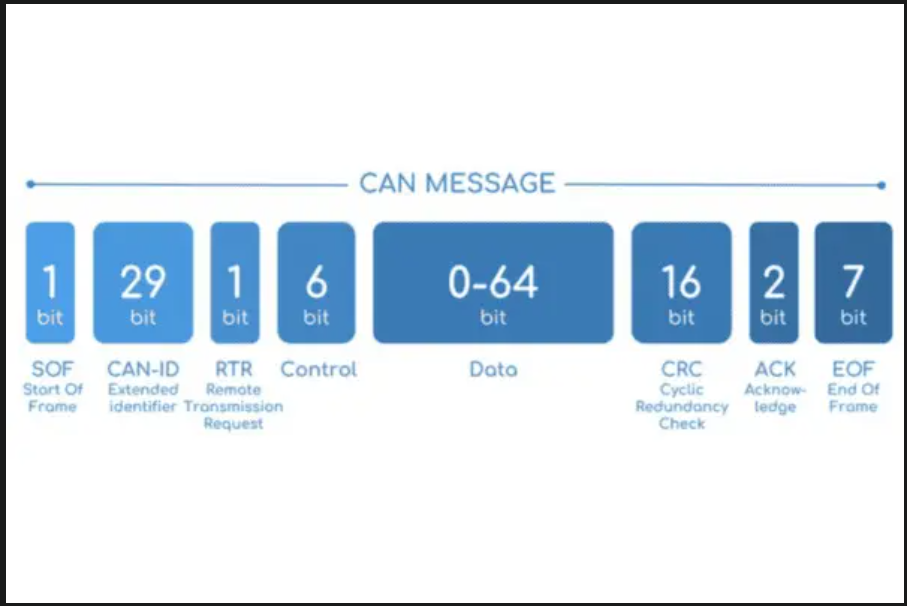 CAN MESSAGE
1
bit
29
bit
1
bit
6
bit
0-64
bit
16
bit
2
bit
7
bit
SOF
Start Of
Frame
CAN-ID
Extended
identifier
RTR
Remote
Transmission
Request
Control
Data
CRC
Cyclic
Redundancy
Check
ACK
Acknow-
ledge
EOF
End Of
Frame